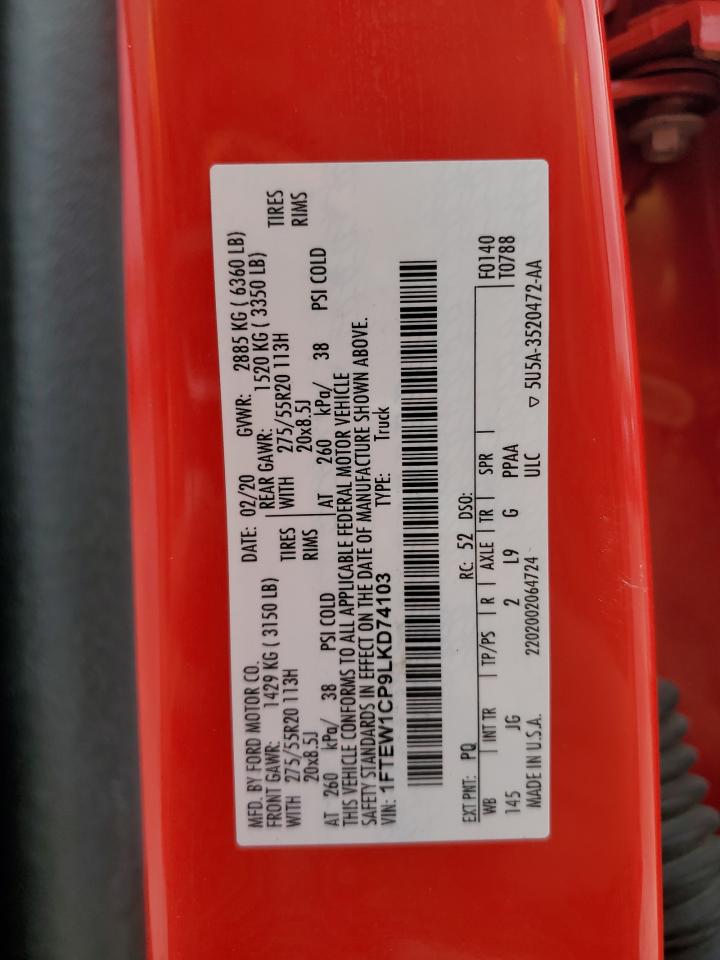 MFD. BY FORD MOTOR CO. DATE: 02/20 GVWR: 2885 KG ( 6360 LB)
FRONT GAWR: 1429 KG ( 3150 LB) REAR GAWR: 1520 KG ( 3350 LB)
WITH 275/55R20 113H TIRES WITH 275/55R20 113H TIRES
20x8.5J RIMS 20x8.5J RIMS
AT 260 kPa/ 38 PSI COLD AT 260 kPa/ 38 PSI COLD
THIS VEHICLE CONFORMS TO ALL APPLICABLE FEDERAL MOTOR VEHICLE
SAFETY STANDARDS IN EFFECT ON THE DATE OF MANUFACTURE SHOWN ABOVE.
VIN: 1FTEW1CP9LKD74103 TYPE: Truck
EXT PNT: PQ RC: 52 DSO:
WB INT TR TP/PS R AXLE TR SPR F0140
145 JG 2 L9 G PPAA T0788
MADE IN U.S.A. 2202002064724 ULC ▽ 5U5A-3520472-AA